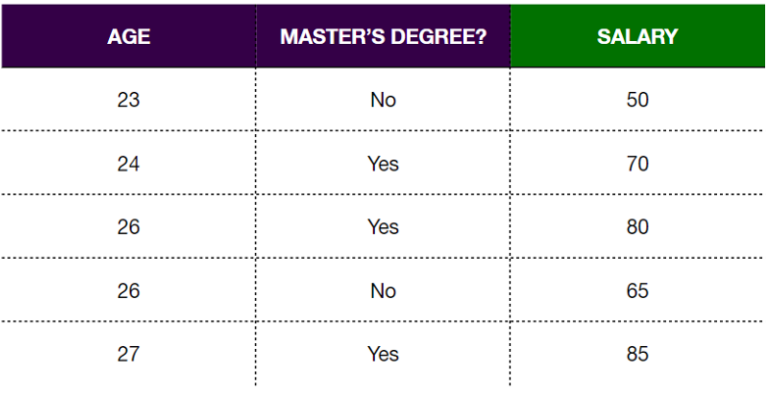 AGE MASTER’S DEGREE? SALARY
23 No 50
24 Yes 70
26 Yes 80
26 No 65
27 Yes 85